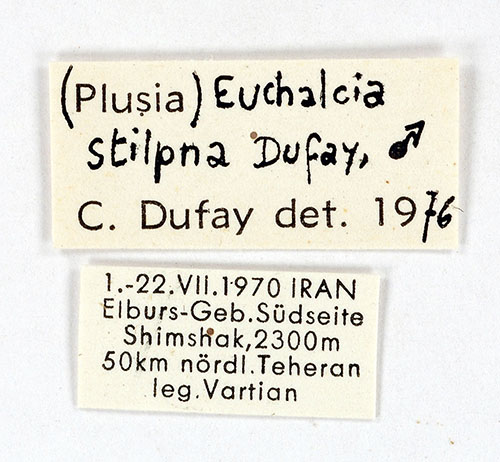 (Plusia) Euchalcia
stilpna Dufay, ♂
C. Dufay det. 1976
1.-22.VII.1970 IRAN
Elburs-Geb.Südseite
Shimshak,2300m
50km nördl.Teheran
leg.Vartian